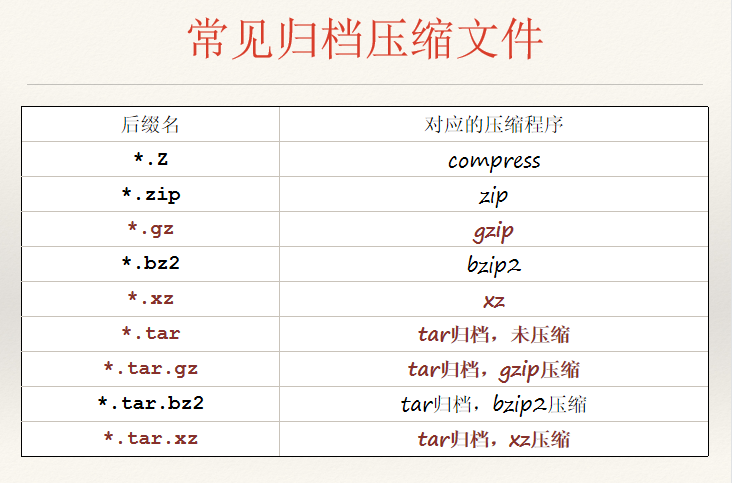 常见归档压缩文件
后缀名 对应的压缩程序
*.Z compress
*.zip zip
*.gz gzip
*.bz2 bzip2
*.xz xz
*.tar tar归档，未压缩
*.tar.gz tar归档，gzip压缩
*.tar.bz2 tar归档，bzip2压缩
*.tar.xz tar归档，xz压缩